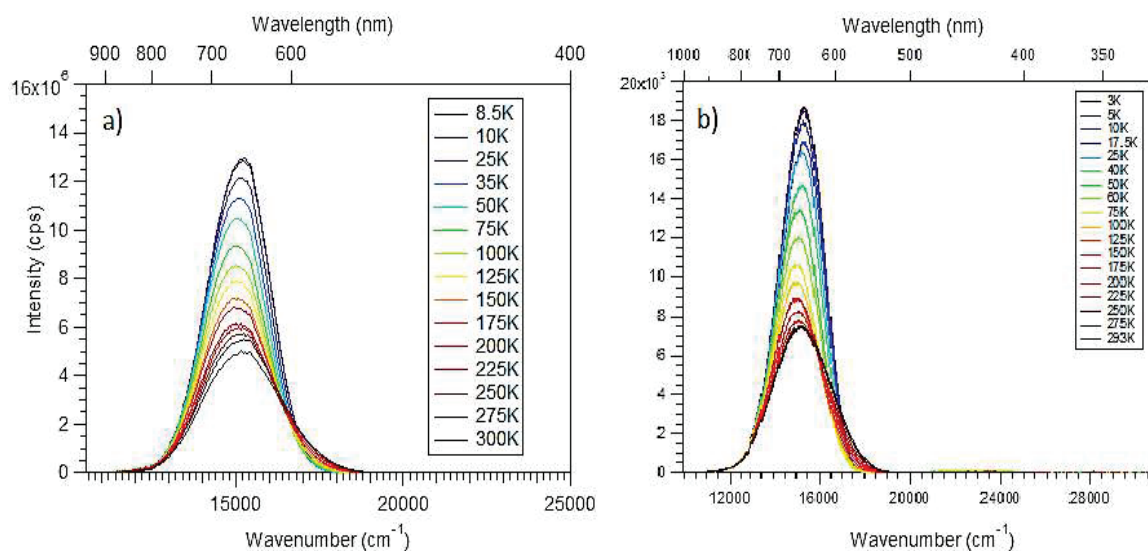 Wavelength (nm)
900 800 700 600 400
16x10⁶
14
12
10
8
6
4
2
0
Intensity (cps)
a)
8.5K
10K
25K
35K
50K
75K
100K
125K
150K
175K
200K
225K
250K
275K
300K
15000 20000 25000
Wavenumber (cm⁻¹)
Wavelength (nm)
1000 800 700 600 500 400 350
20x10³
18
16
14
12
10
8
6
4
2
0
b)
3K
5K
10K
17.5K
25K
40K
50K
60K
75K
100K
125K
150K
175K
200K
225K
250K
275K
293K
12000 16000 20000 24000 28000
Wavenumber (cm⁻¹)